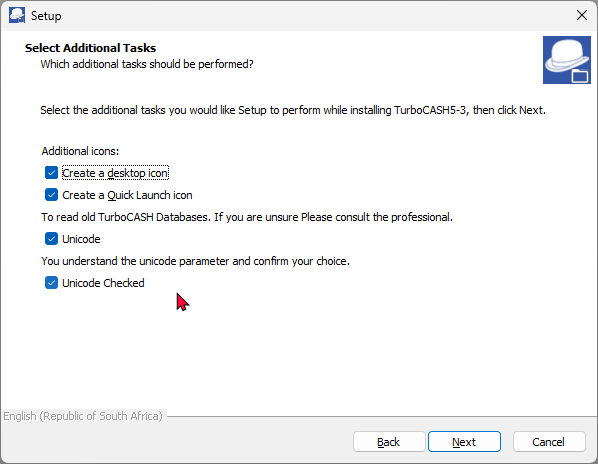 Setup
Select Additional Tasks
Which additional tasks should be performed?
Select the additional tasks you would like Setup to perform while installing TurboCASH5-3, then click Next.
Additional icons:
Create a desktop icon
Create a Quick Launch icon
To read old TurboCASH Databases. If you are unsure Please consult the professional.
Unicode
You understand the unicode parameter and confirm your choice.
Unicode Checked
English (Republic of South Africa)
Back Next Cancel